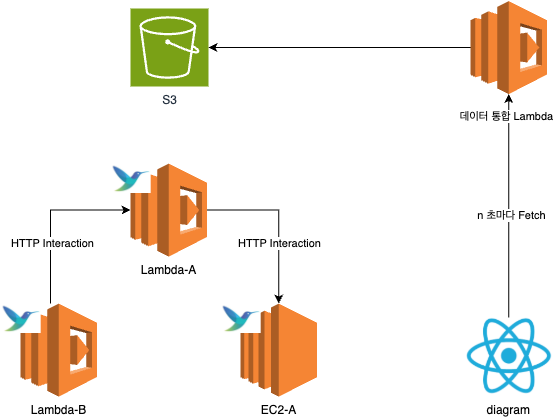 S3
데이터 통합 Lambda
n 초마다 Fetch
HTTP Interaction
HTTP Interaction
Lambda-A
Lambda-B
EC2-A
diagram